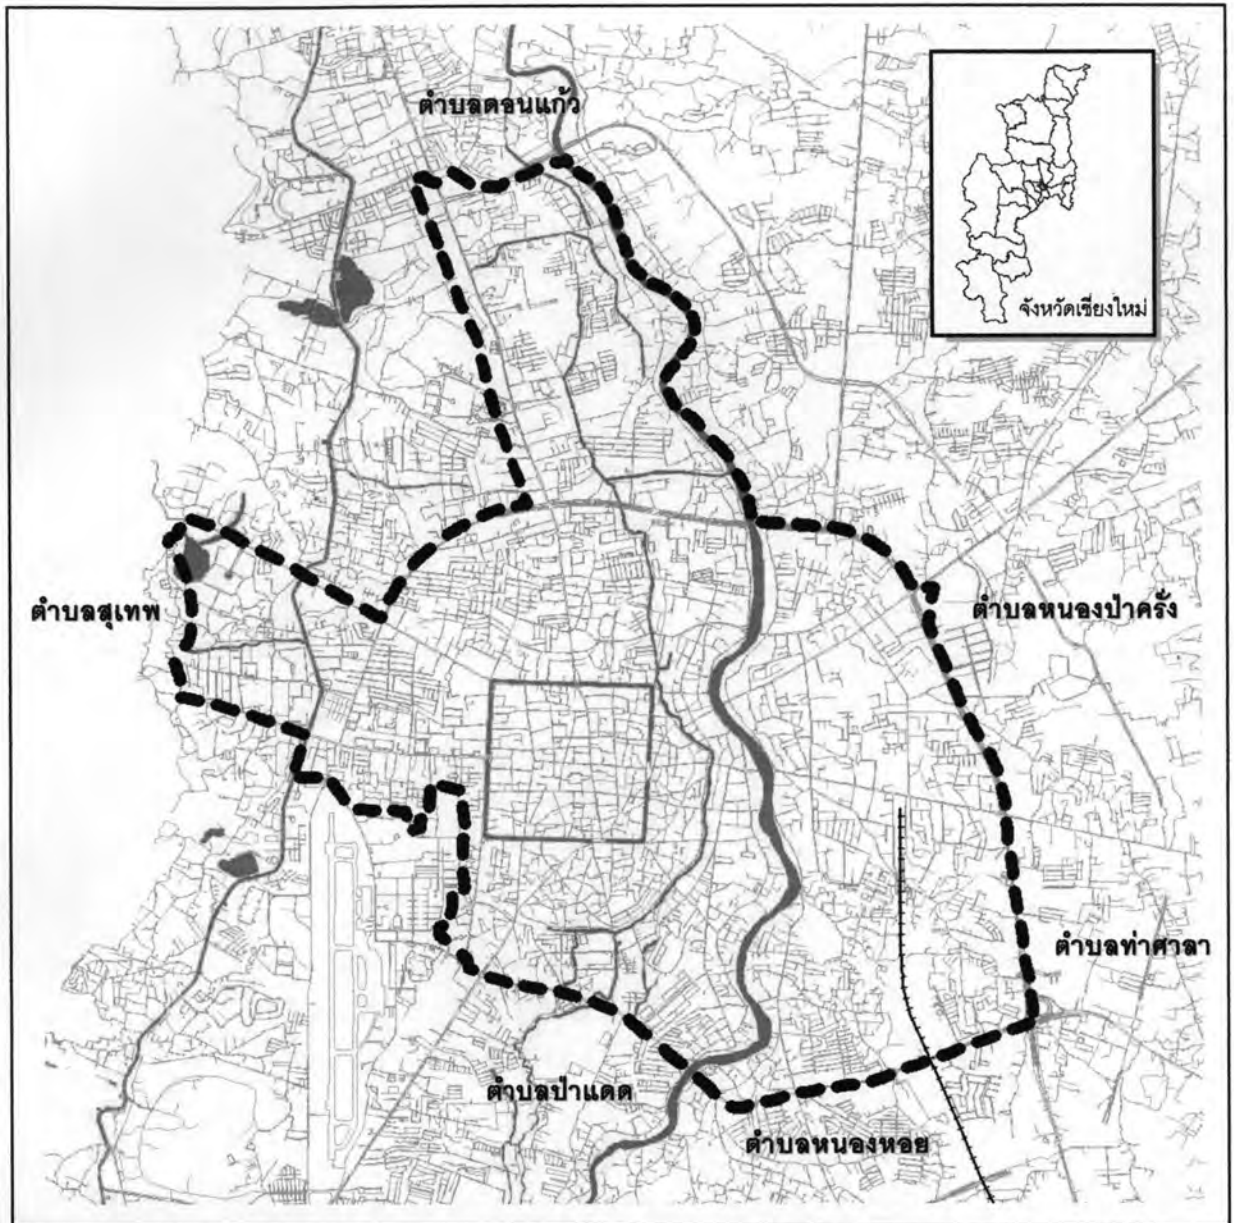 ตำบลดอนแก้ว
จังหวัดเชียงใหม่
ตำบลสุเทพ
ตำบลหนองป่าครั่ง
ตำบลท่าศาลา
ตำบลป่าแดด
ตำบลหนองหอย